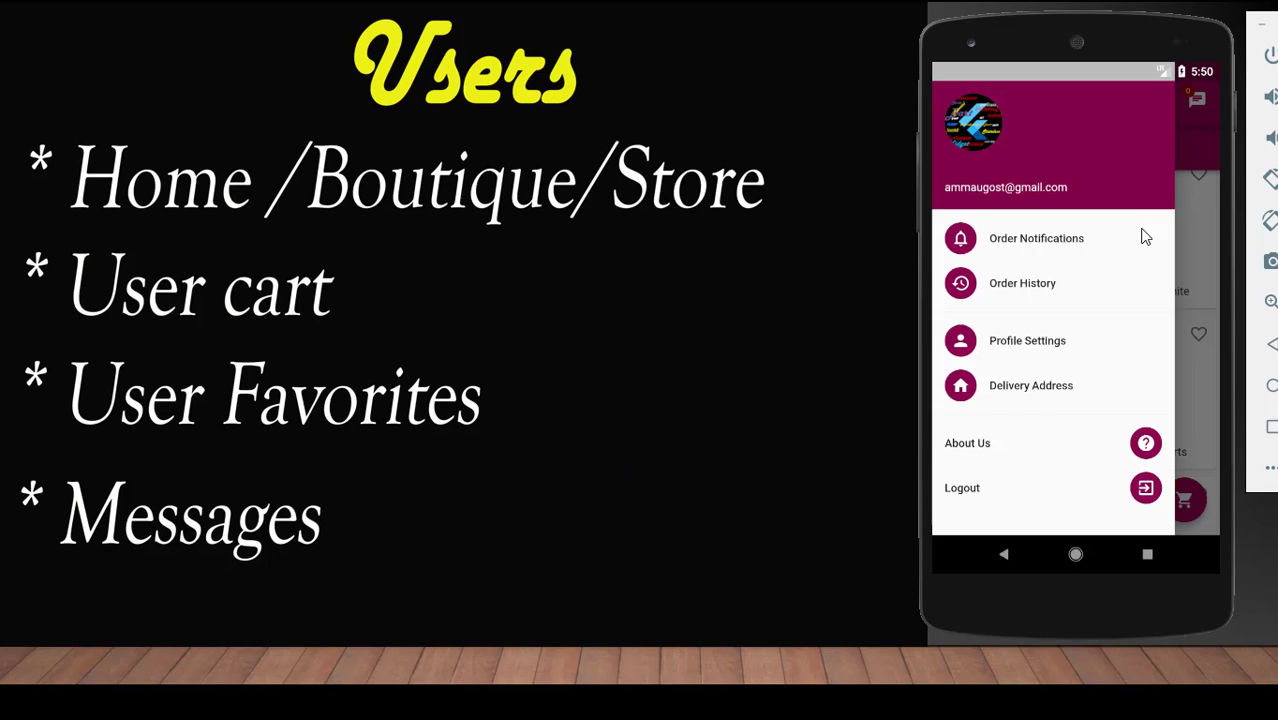 Users
* Home /Boutique/Store
* User cart
* User Favorites
* Messages
5:50
0
ammaugost@gmail.com
Order Notifications
Order History
Profile Settings
Delivery Address
About Us
Logout